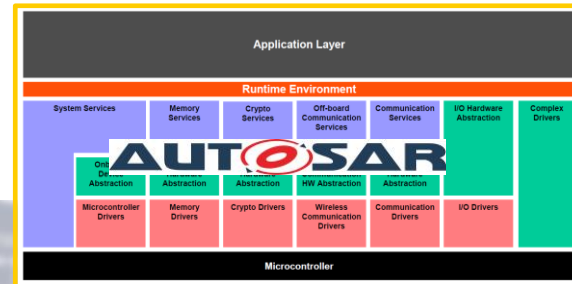 Application Layer
Runtime Environment
System Services
Memory
Services
Crypto
Services
Off-board
Communication
Services
Communication
Services
I/O Hardware
Abstraction
Complex
Drivers
AUTOSAR
Device
Abstraction
Abstraction
Abstraction
HW Abstraction
Abstraction
Microcontroller
Drivers
Memory
Drivers
Crypto Drivers
Wireless
Communication
Drivers
Communication
Drivers
I/O Drivers
Microcontroller